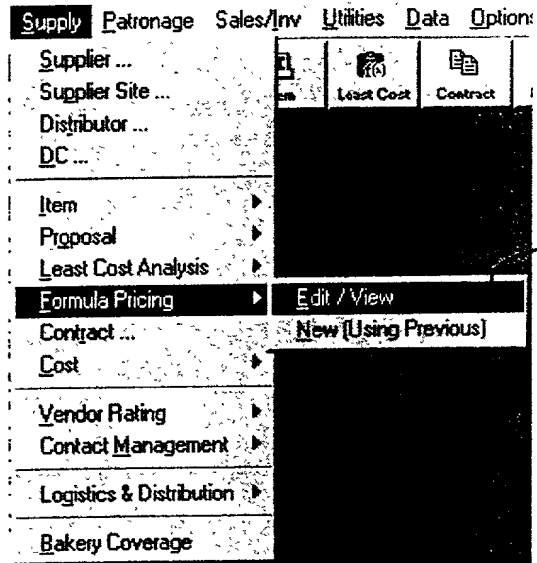 Supply Patronage Sales/Inv Utilities Data Options
Supplier ...
Supplier Site ...
Distributor ...
DC ...
Least Cost Contract
Item
Proposal
Least Cost Analysis
Formula Pricing
Edit / View
New (Using Previous)
Contract ...
Cost
Vendor Rating
Contact Management
Logistics & Distribution
Bakery Coverage